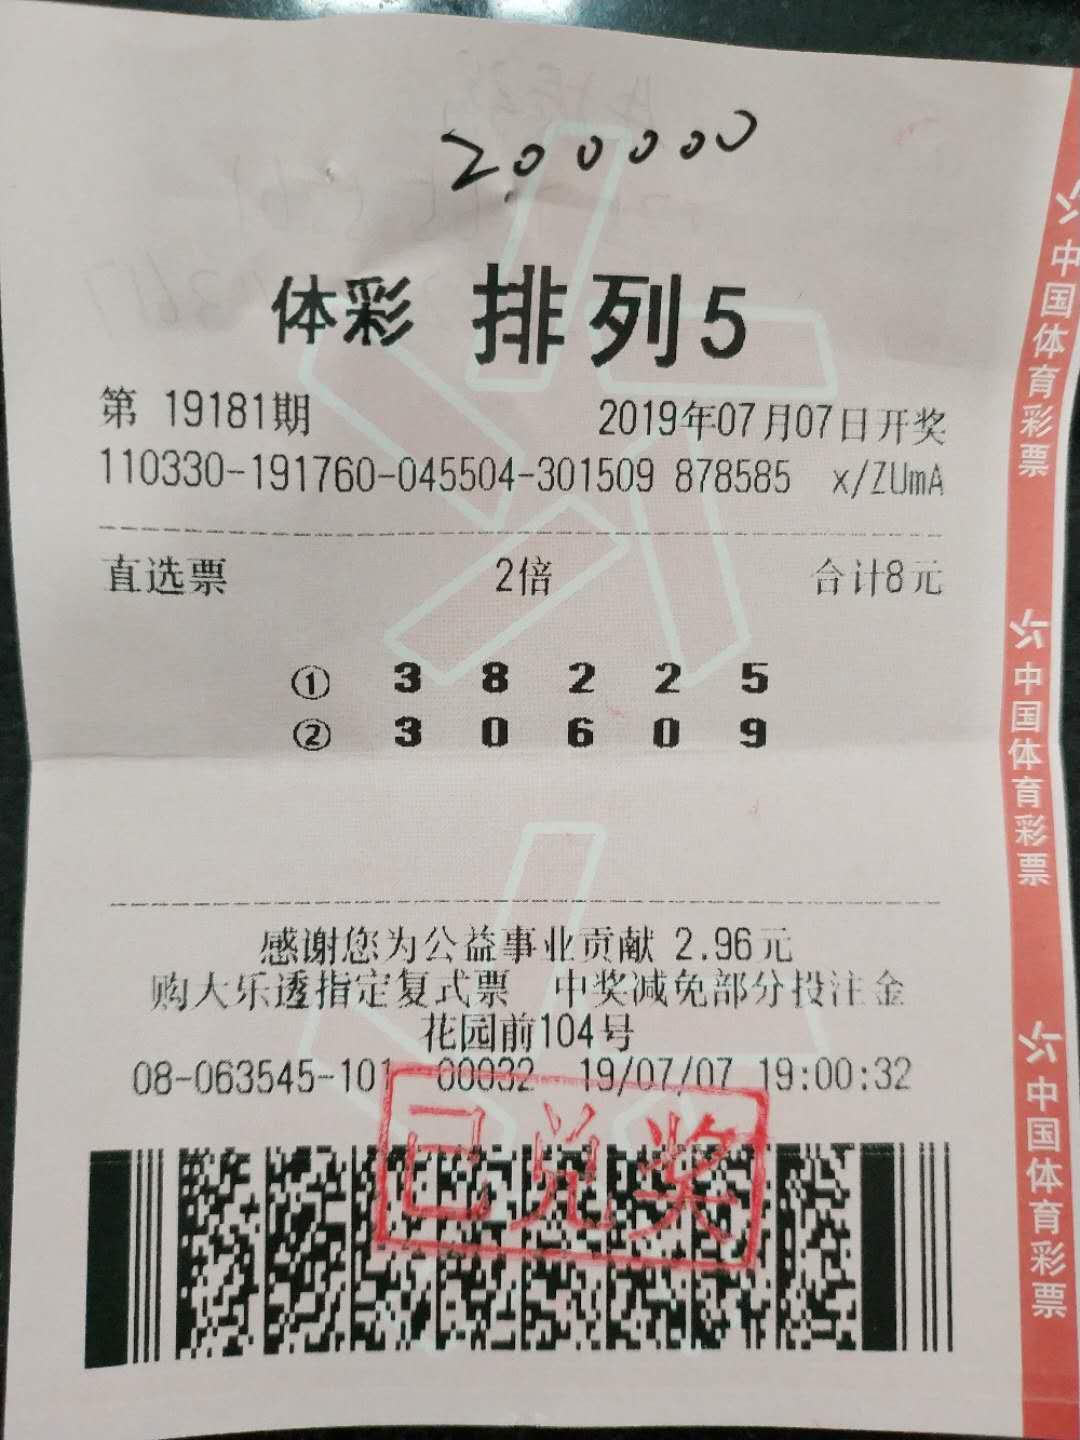 200000
体彩 排列5
第 19181期 2019年07月07日开奖
110330-191760-045504-301509 878585 x/ZUmA
直选票 2倍 合计8元
① 3 8 2 2 5
② 3 0 6 0 9
感谢您为公益事业贡献 2.96元
购大乐透指定复式票 中奖减免部分投注金
花园前104号
08-063545-101 00032 19/07/07 19:00:32
已兑奖
中国体育彩票
中国体育彩票
中国体育彩票